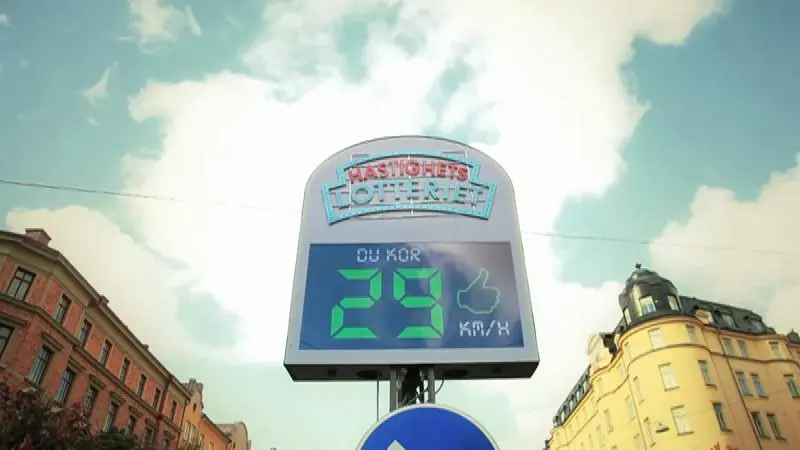 HASTIGHETS
LOTTERIET
DU KÖR
29
KM/H